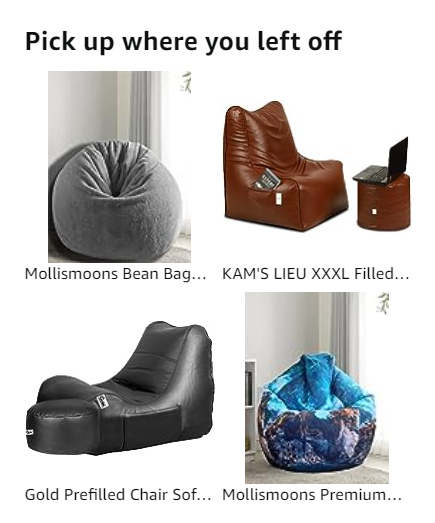 Pick up where you left off
Mollismoons Bean Bag...
KAM'S LIEU XXXL Filled...
Gold Prefilled Chair Sof...
Mollismoons Premium...